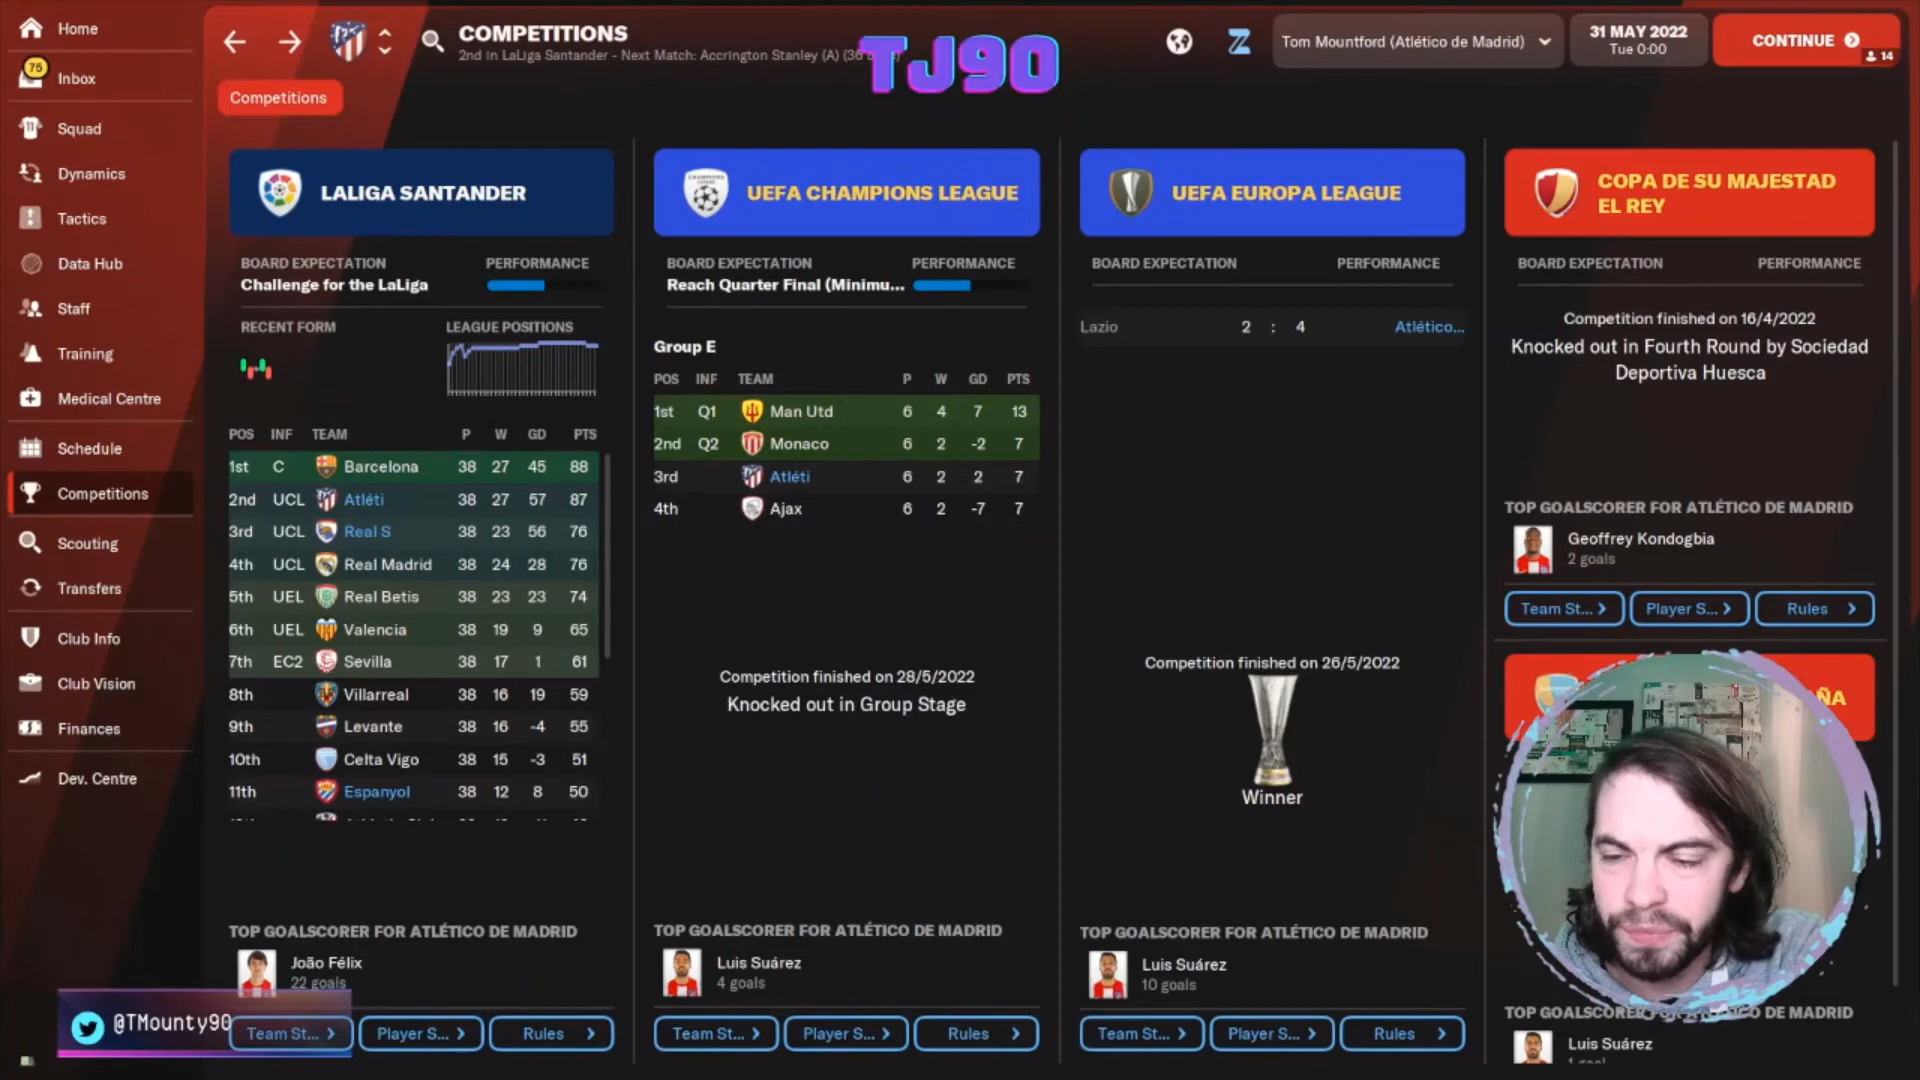 Home
75
Inbox
Squad
Dynamics
Tactics
Data Hub
Staff
Training
Medical Centre
Schedule
Competitions
Scouting
Transfers
Club Info
Club Vision
Finances
Dev. Centre
@TMounty90
COMPETITIONS
2nd in LaLiga Santander - Next Match: Accrington Stanley (A) (36
TJ90
Tom Mountford (Atlético de Madrid)
31 MAY 2022
Tue 0:00
CONTINUE
14
Competitions
LALIGA SANTANDER
BOARD EXPECTATION PERFORMANCE
Challenge for the LaLiga
RECENT FORM LEAGUE POSITIONS
POS INF TEAM P W GD PTS
1st C Barcelona 38 27 45 88
2nd UCL Atléti 38 27 57 87
3rd UCL Real S 38 23 56 76
4th UCL Real Madrid 38 24 28 76
5th UEL Real Betis 38 23 23 74
6th UEL Valencia 38 19 9 65
7th EC2 Sevilla 38 17 1 61
8th Villarreal 38 16 19 59
9th Levante 38 16 -4 55
10th Celta Vigo 38 15 -3 51
11th Espanyol 38 12 8 50
TOP GOALSCORER FOR ATLÉTICO DE MADRID
João Félix
22 goals
Team St... Player S... Rules
UEFA CHAMPIONS LEAGUE
BOARD EXPECTATION PERFORMANCE
Reach Quarter Final (Minimu...
Group E
POS INF TEAM P W GD PTS
1st Q1 Man Utd 6 4 7 13
2nd Q2 Monaco 6 2 -2 7
3rd Atléti 6 2 2 7
4th Ajax 6 2 -7 7
Competition finished on 28/5/2022
Knocked out in Group Stage
TOP GOALSCORER FOR ATLÉTICO DE MADRID
Luis Suárez
4 goals
Team St... Player S... Rules
UEFA EUROPA LEAGUE
BOARD EXPECTATION PERFORMANCE
Lazio 2 : 4 Atlético...
Competition finished on 26/5/2022
Winner
TOP GOALSCORER FOR ATLÉTICO DE MADRID
Luis Suárez
10 goals
Team St... Player S... Rules
COPA DE SU MAJESTAD
EL REY
BOARD EXPECTATION PERFORMANCE
Competition finished on 16/4/2022
Knocked out in Fourth Round by Sociedad
Deportiva Huesca
TOP GOALSCORER FOR ATLÉTICO DE MADRID
Geoffrey Kondogbia
2 goals
Team St... Player S... Rules
TOP GOALSCORER FOR ATLÉTICO DE MADRID
Luis Suárez